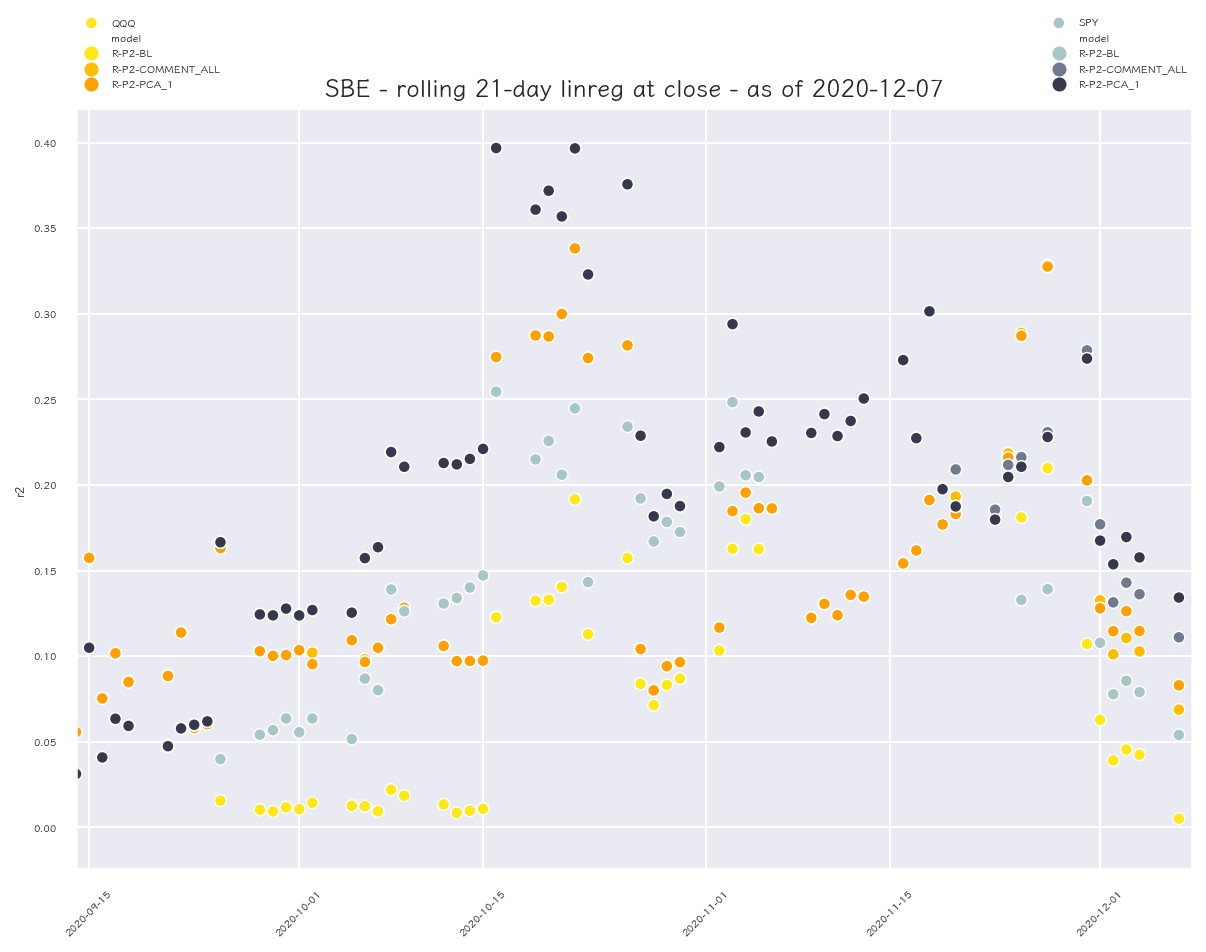 QQQ
model
R-P2-BL
R-P2-COMMENT_ALL
R-P2-PCA_1
SPY
model
R-P2-BL
R-P2-COMMENT_ALL
R-P2-PCA_1
SBE - rolling 21-day linreg at close - as of 2020-12-07
0.40
0.35
0.30
0.25
0.20
0.15
0.10
0.05
0.00
r2
2020-09-15
2020-10-01
2020-10-15
2020-11-01
2020-11-15
2020-12-01